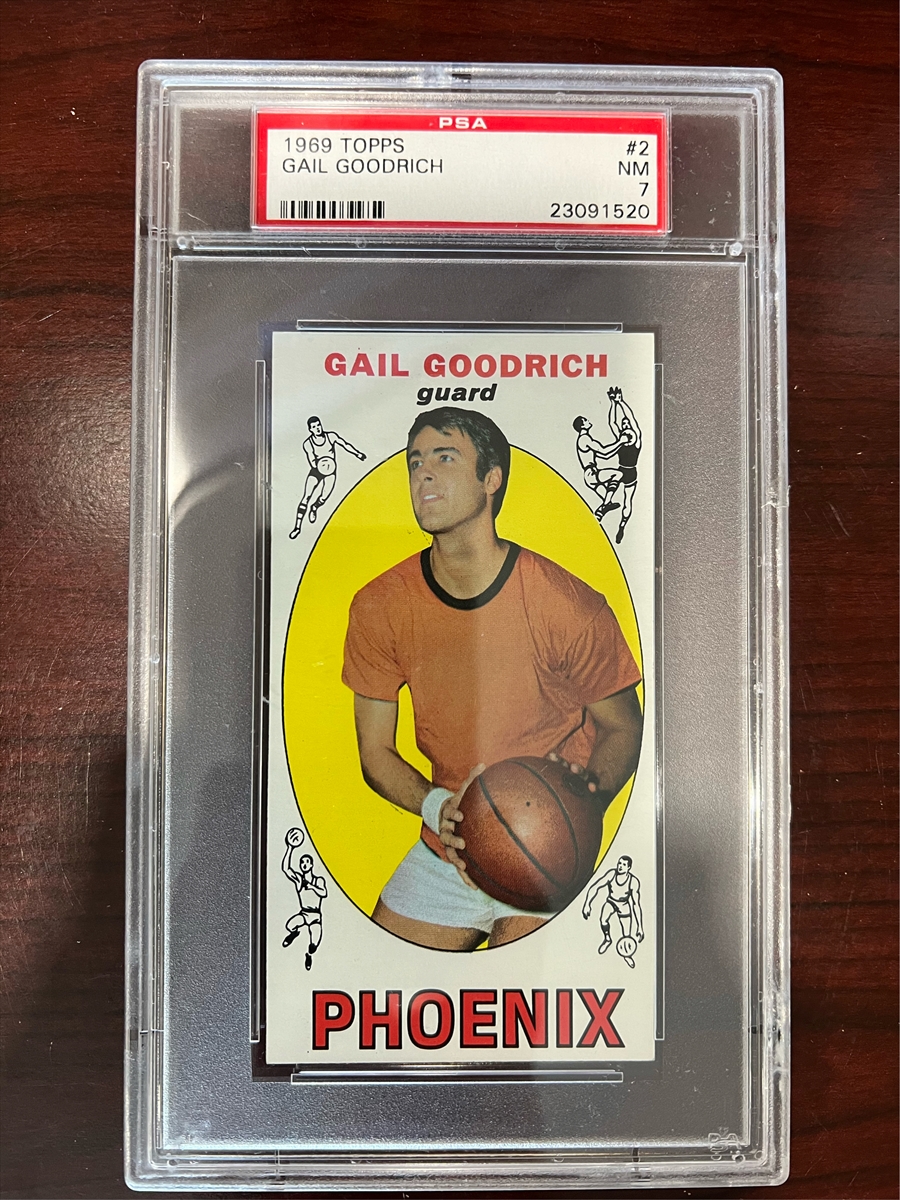 PSA
1969 TOPPS #2
GAIL GOODRICH NM
7
23091520
GAIL GOODRICH
guard
PHOENIX